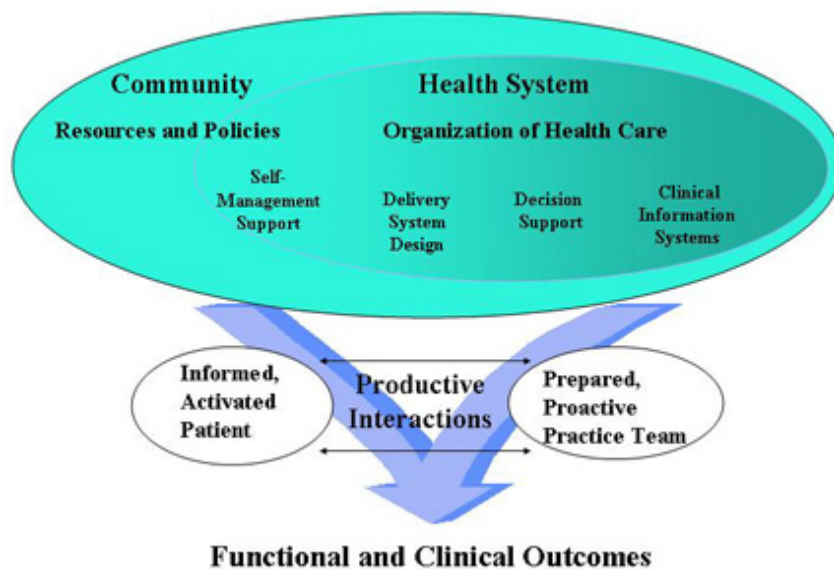 Community
Health System
Resources and Policies
Organization of Health Care
Self-
Management
Support
Delivery
System
Design
Decision
Support
Clinical
Information
Systems
Informed,
Activated
Patient
Productive
Interactions
Prepared,
Proactive
Practice Team
Functional and Clinical Outcomes